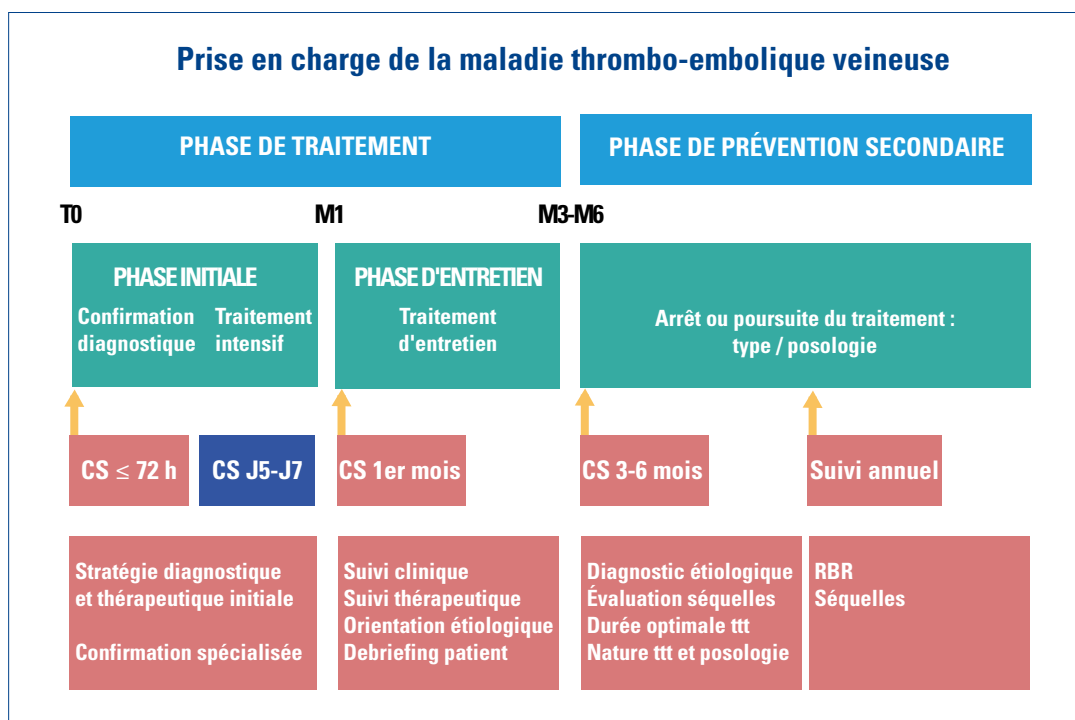 Prise en charge de la maladie thrombo-embolique veineuse
PHASE DE TRAITEMENT
PHASE DE PRÉVENTION SECONDAIRE
T0
M1
M3-M6
PHASE INITIALE
Confirmation
diagnostique
Traitement
intensif
PHASE D'ENTRETIEN
Traitement
d'entretien
Arrêt ou poursuite du traitement :
type / posologie
CS ≤ 72 h
CS J5-J7
CS 1er mois
CS 3-6 mois
Suivi annuel
Stratégie diagnostique
et thérapeutique initiale
Confirmation spécialisée
Suivi clinique
Suivi thérapeutique
Orientation étiologique
Debriefing patient
Diagnostic étiologique
Évaluation séquelles
Durée optimale ttt
Nature ttt et posologie
RBR
Séquelles